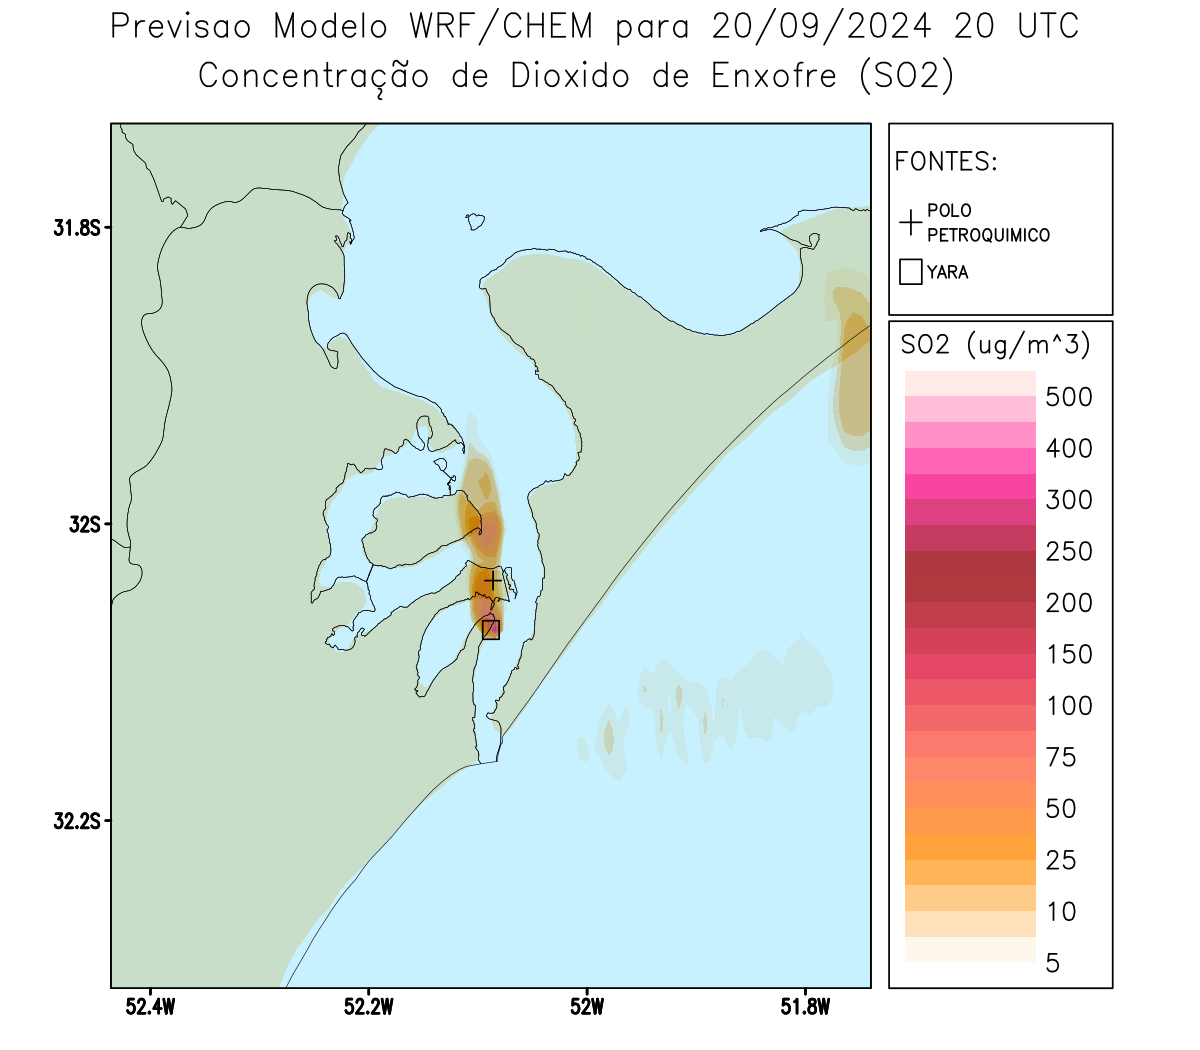 Previsao Modelo WRF/CHEM para 20/09/2024 20 UTC
Concentração de Dioxido de Enxofre (SO2)
FONTES:
POLO
PETROQUIMICO
YARA
SO2 (ug/m^3)
500
400
300
250
200
150
100
75
50
25
10
5
31.8S
32S
32.2S
52.4W
52.2W
52W
51.8W